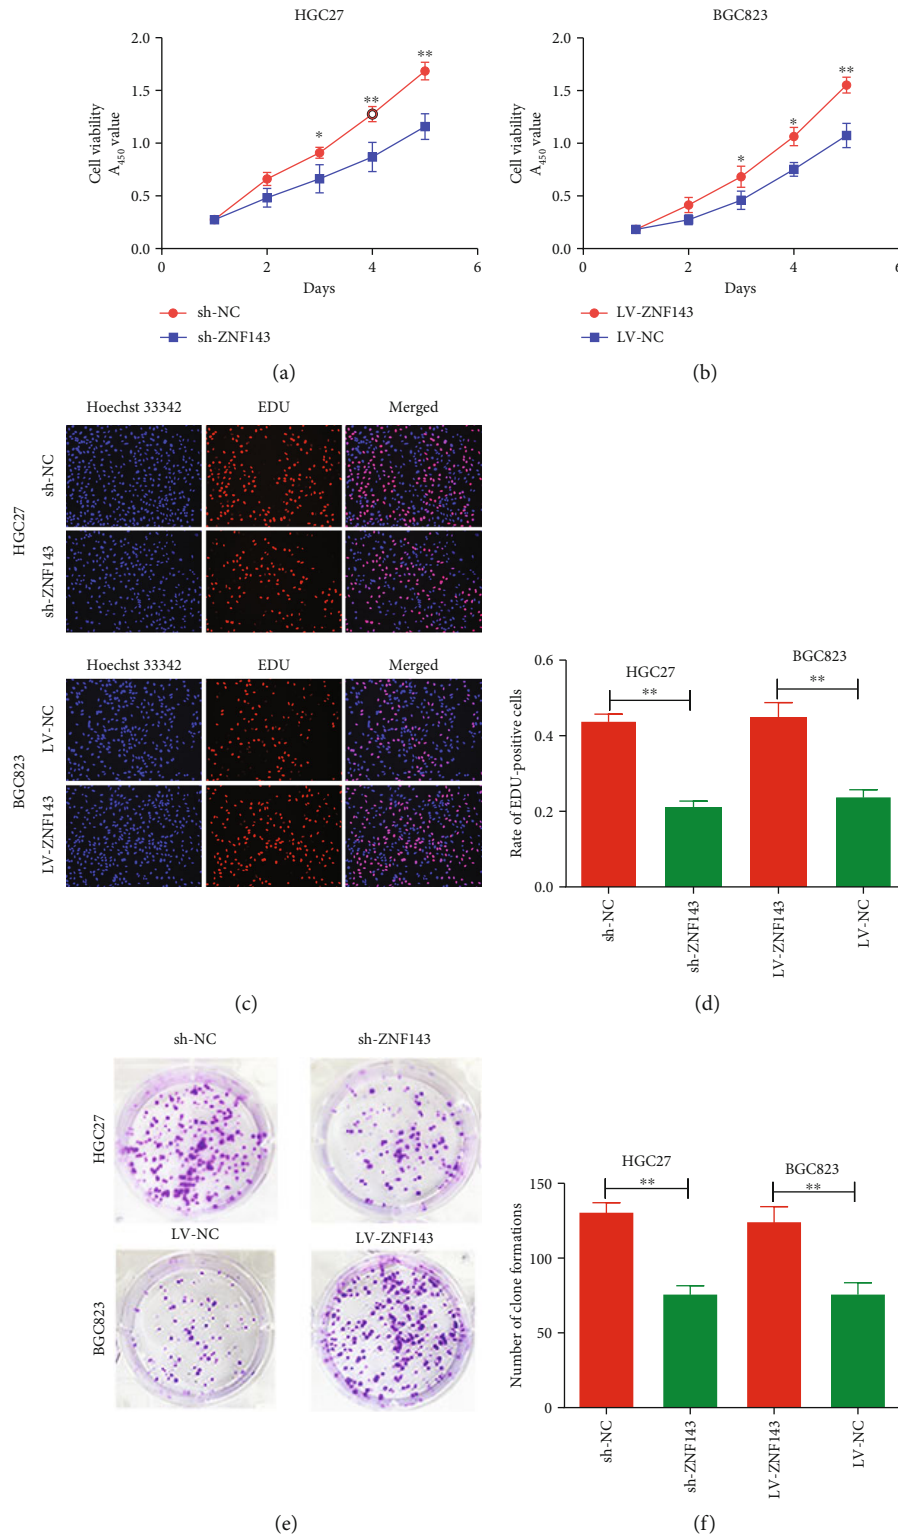 HGC27
BGC823
2.0
1.5
1.0
0.5
0.0
Cell viability
A450 value
**
**
*
2
4
6
Days
sh-NC
sh-ZNF143
(a)
2.0
1.5
1.0
0.5
0.0
Cell viability
A450 value
**
*
*
0
2
4
6
Days
LV-ZNF143
LV-NC
(b)
Hoechst 33342
EDU
Merged
HGC27
sh-NC
sh-ZNF143
Hoechst 33342
EDU
Merged
BGC823
LV-NC
LV-ZNF143
(c)
0.6
0.4
0.2
0.0
Rate of EDU-positive cells
HGC27
**
BGC823
**
sh-NC
sh-ZNF143
LV-ZNF143
LV-NC
(d)
sh-NC
sh-ZNF143
HGC27
LV-NC
LV-ZNF143
BGC823
(e)
150
100
50
0
Number of clone formations
HGC27
**
BGC823
**
sh-NC
sh-ZNF143
LV-ZNF143
LV-NC
(f)